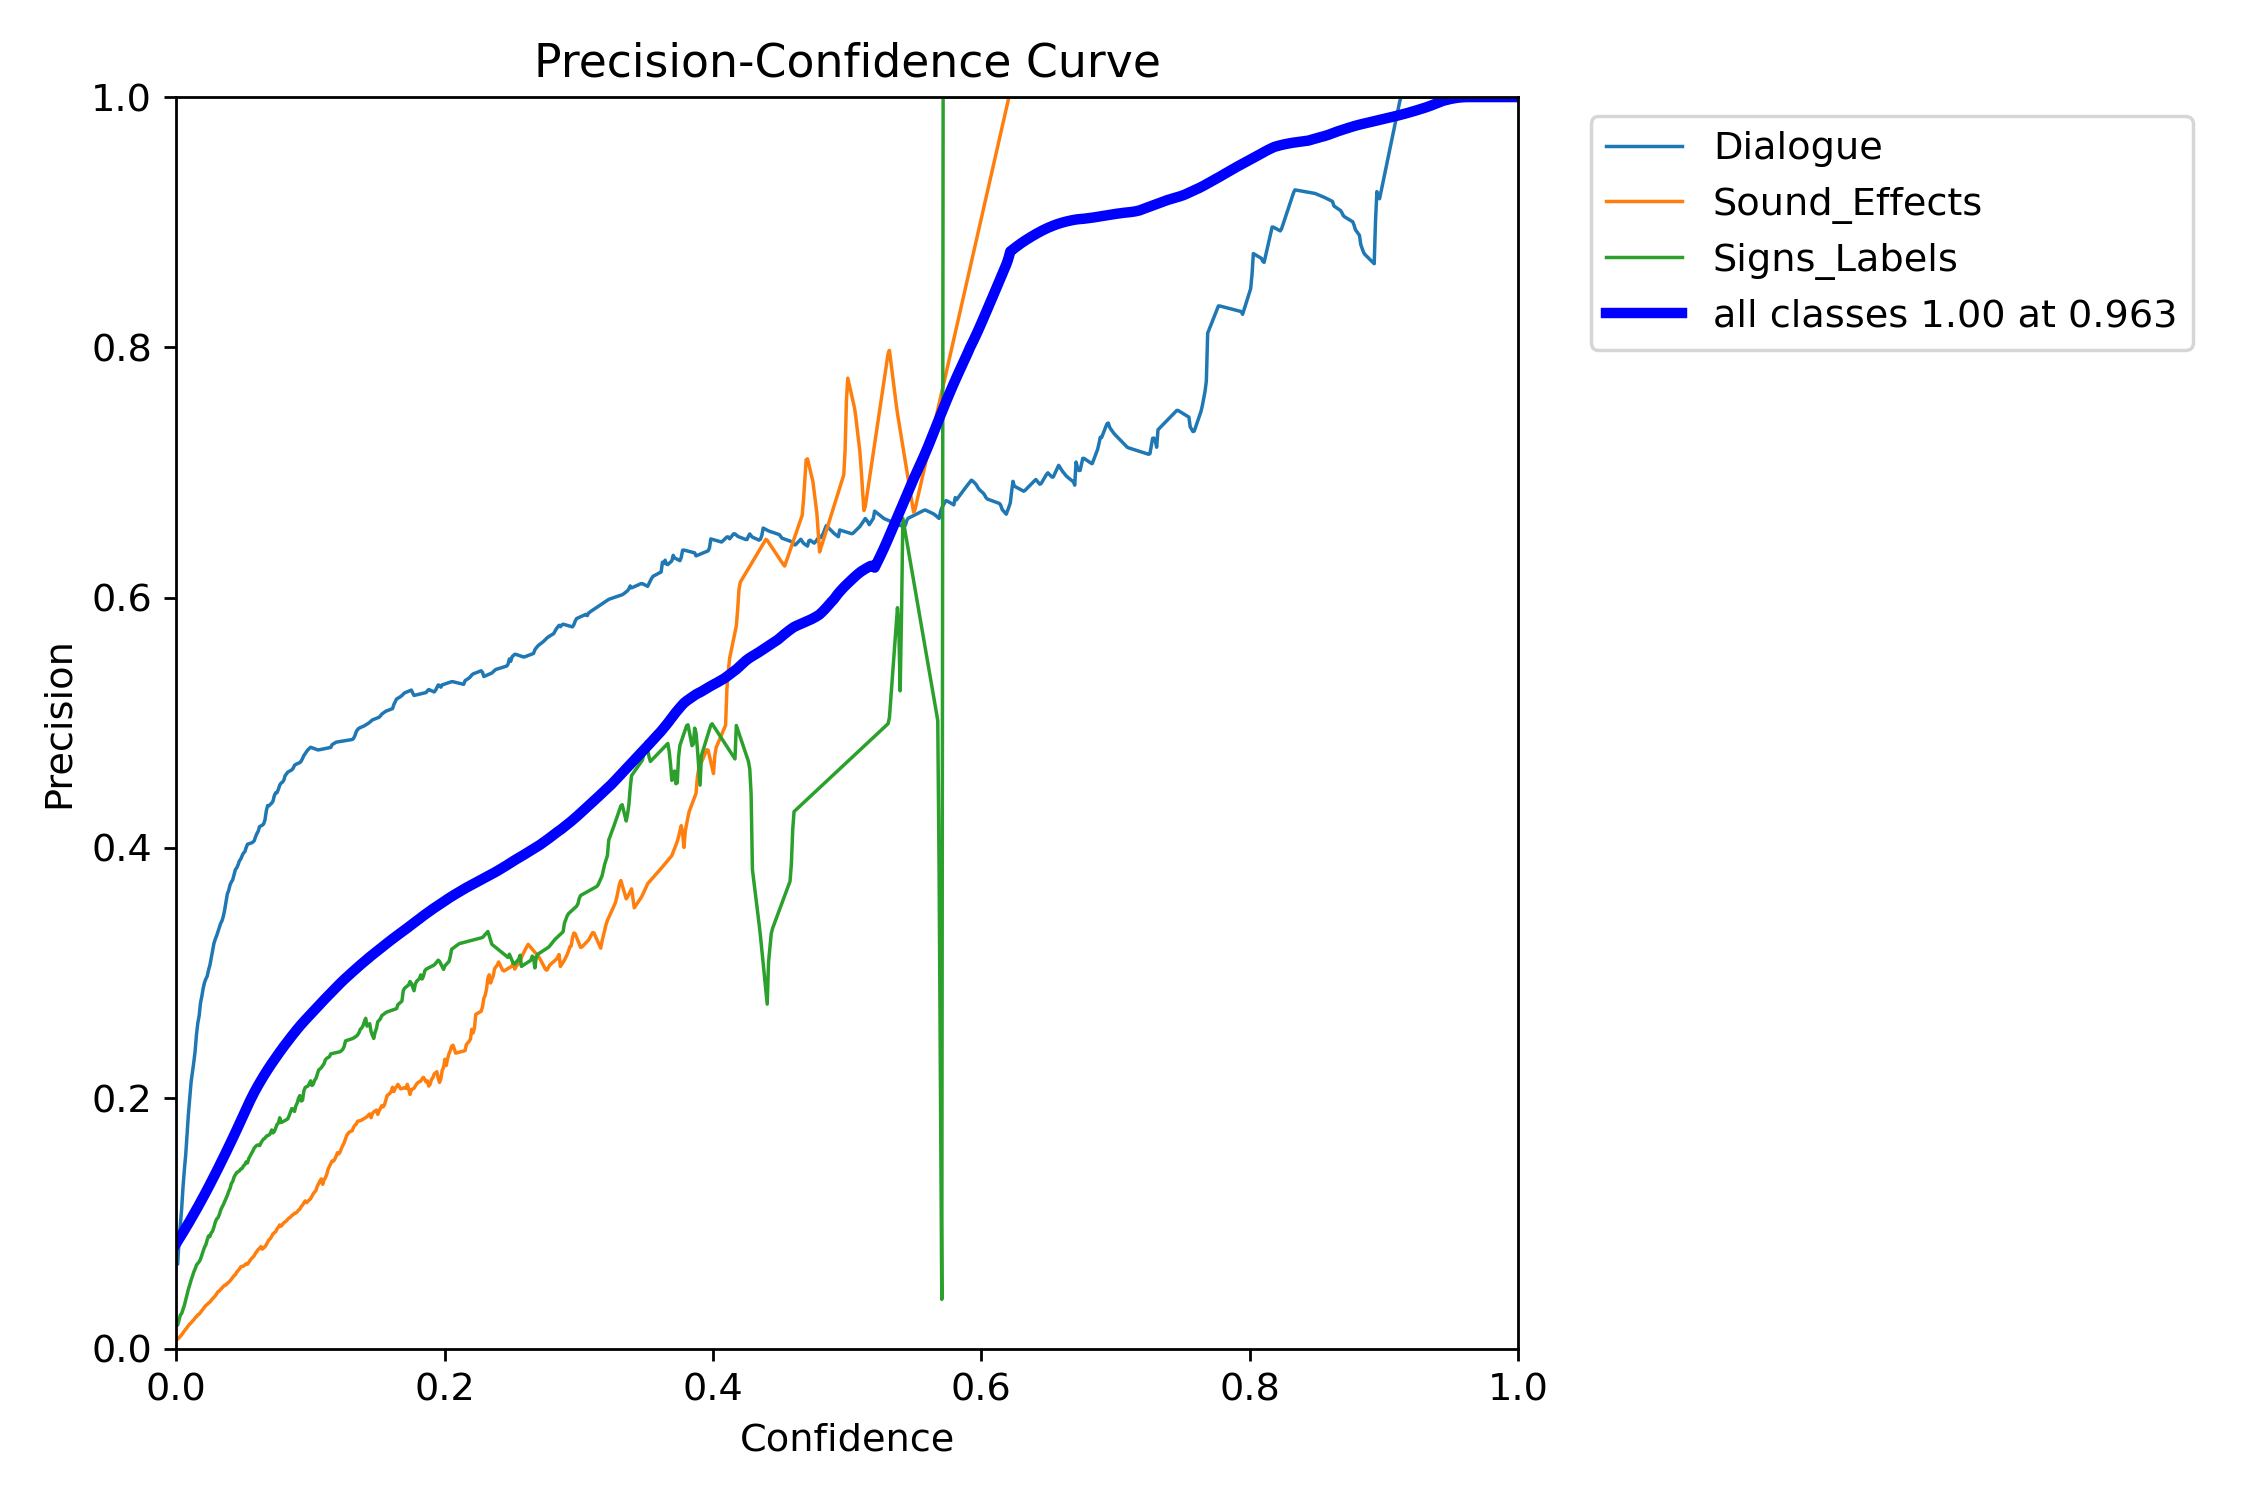 Precision-Confidence Curve
1.0
0.8
0.6
0.4
0.2
0.0
Precision
0.0 0.2 0.4 0.6 0.8 1.0
Confidence
Dialogue
Sound_Effects
Signs_Labels
all classes 1.00 at 0.963